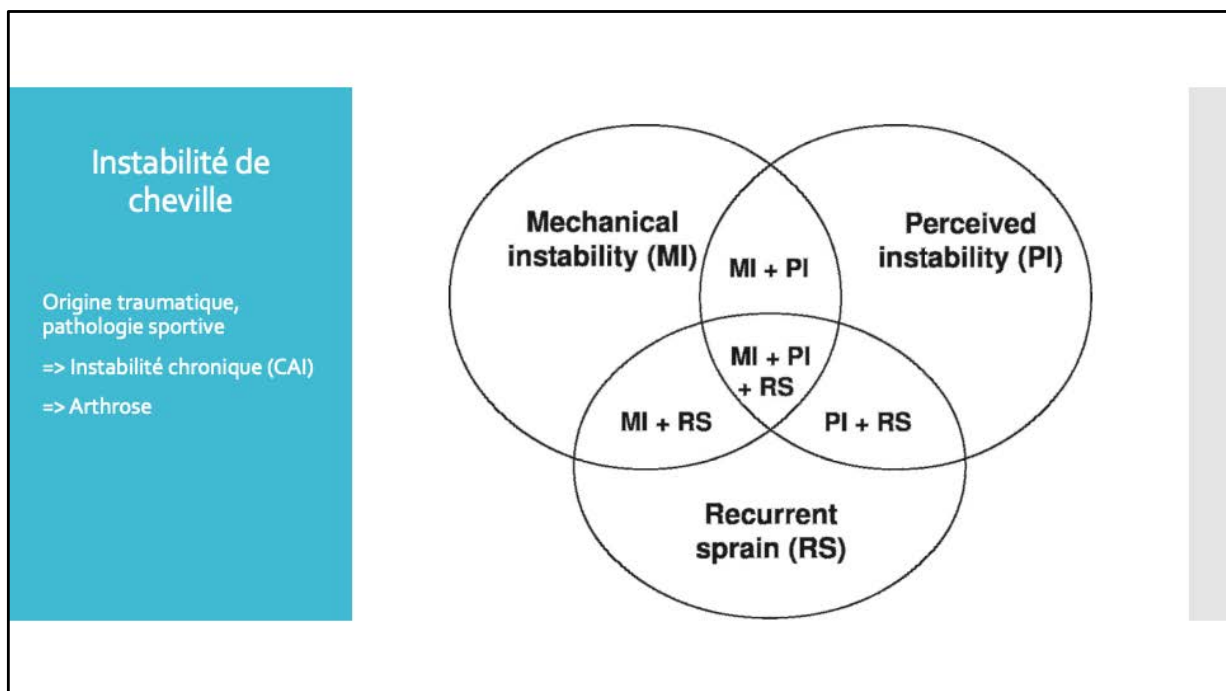 Instabilité de
cheville
Origine traumatique,
pathologie sportive
=> Instabilité chronique (CAI)
=> Arthrose
Mechanical
instability (MI)
Perceived
instability (PI)
MI + PI
MI + PI
+ RS
MI + RS
PI + RS
Recurrent
sprain (RS)